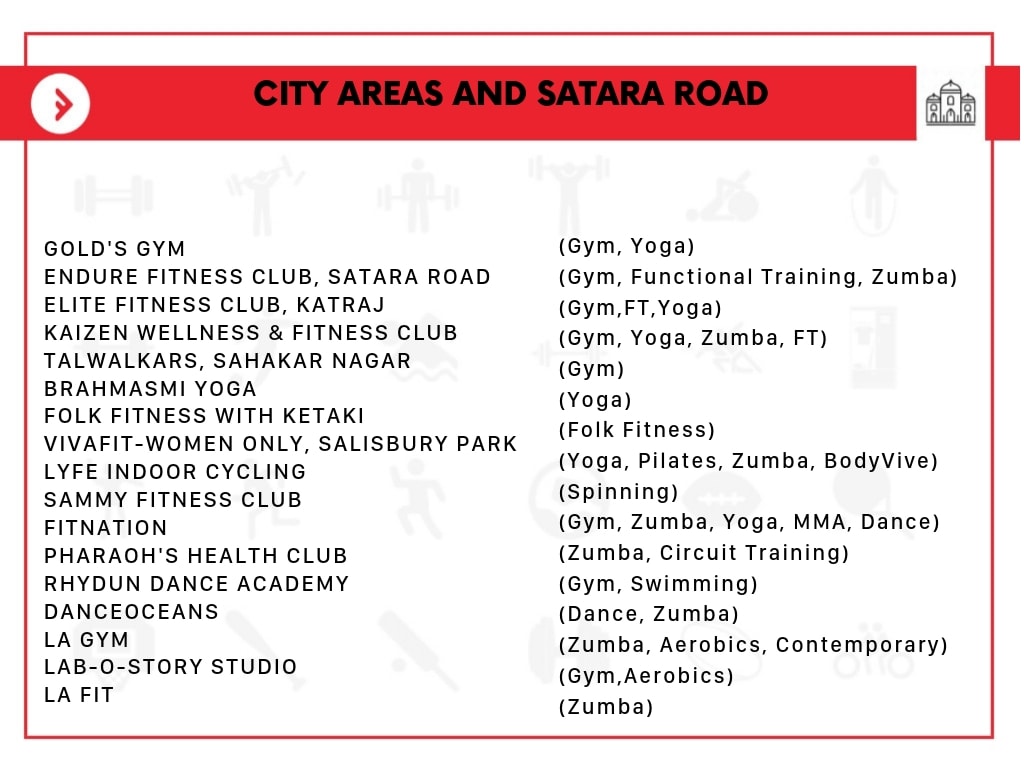 CITY AREAS AND SATARA ROAD
GOLD'S GYM
ENDURE FITNESS CLUB, SATARA ROAD
ELITE FITNESS CLUB, KATRAJ
KAIZEN WELLNESS & FITNESS CLUB
TALWALKARS, SAHAKAR NAGAR
BRAHMASMI YOGA
FOLK FITNESS WITH KETAKI
VIVAFIT-WOMEN ONLY, SALISBURY PARK
LYFE INDOOR CYCLING
SAMMY FITNESS CLUB
FITNATION
PHARAOH'S HEALTH CLUB
RHYDUN DANCE ACADEMY
DANCEOCEANS
LA GYM
LAB-O-STORY STUDIO
LA FIT
(Gym, Yoga)
(Gym, Functional Training, Zumba)
(Gym,FT,Yoga)
(Gym, Yoga, Zumba, FT)
(Gym)
(Yoga)
(Folk Fitness)
(Yoga, Pilates, Zumba, BodyVive)
(Spinning)
(Gym, Zumba, Yoga, MMA, Dance)
(Zumba, Circuit Training)
(Gym, Swimming)
(Dance, Zumba)
(Zumba, Aerobics, Contemporary)
(Gym,Aerobics)
(Zumba)